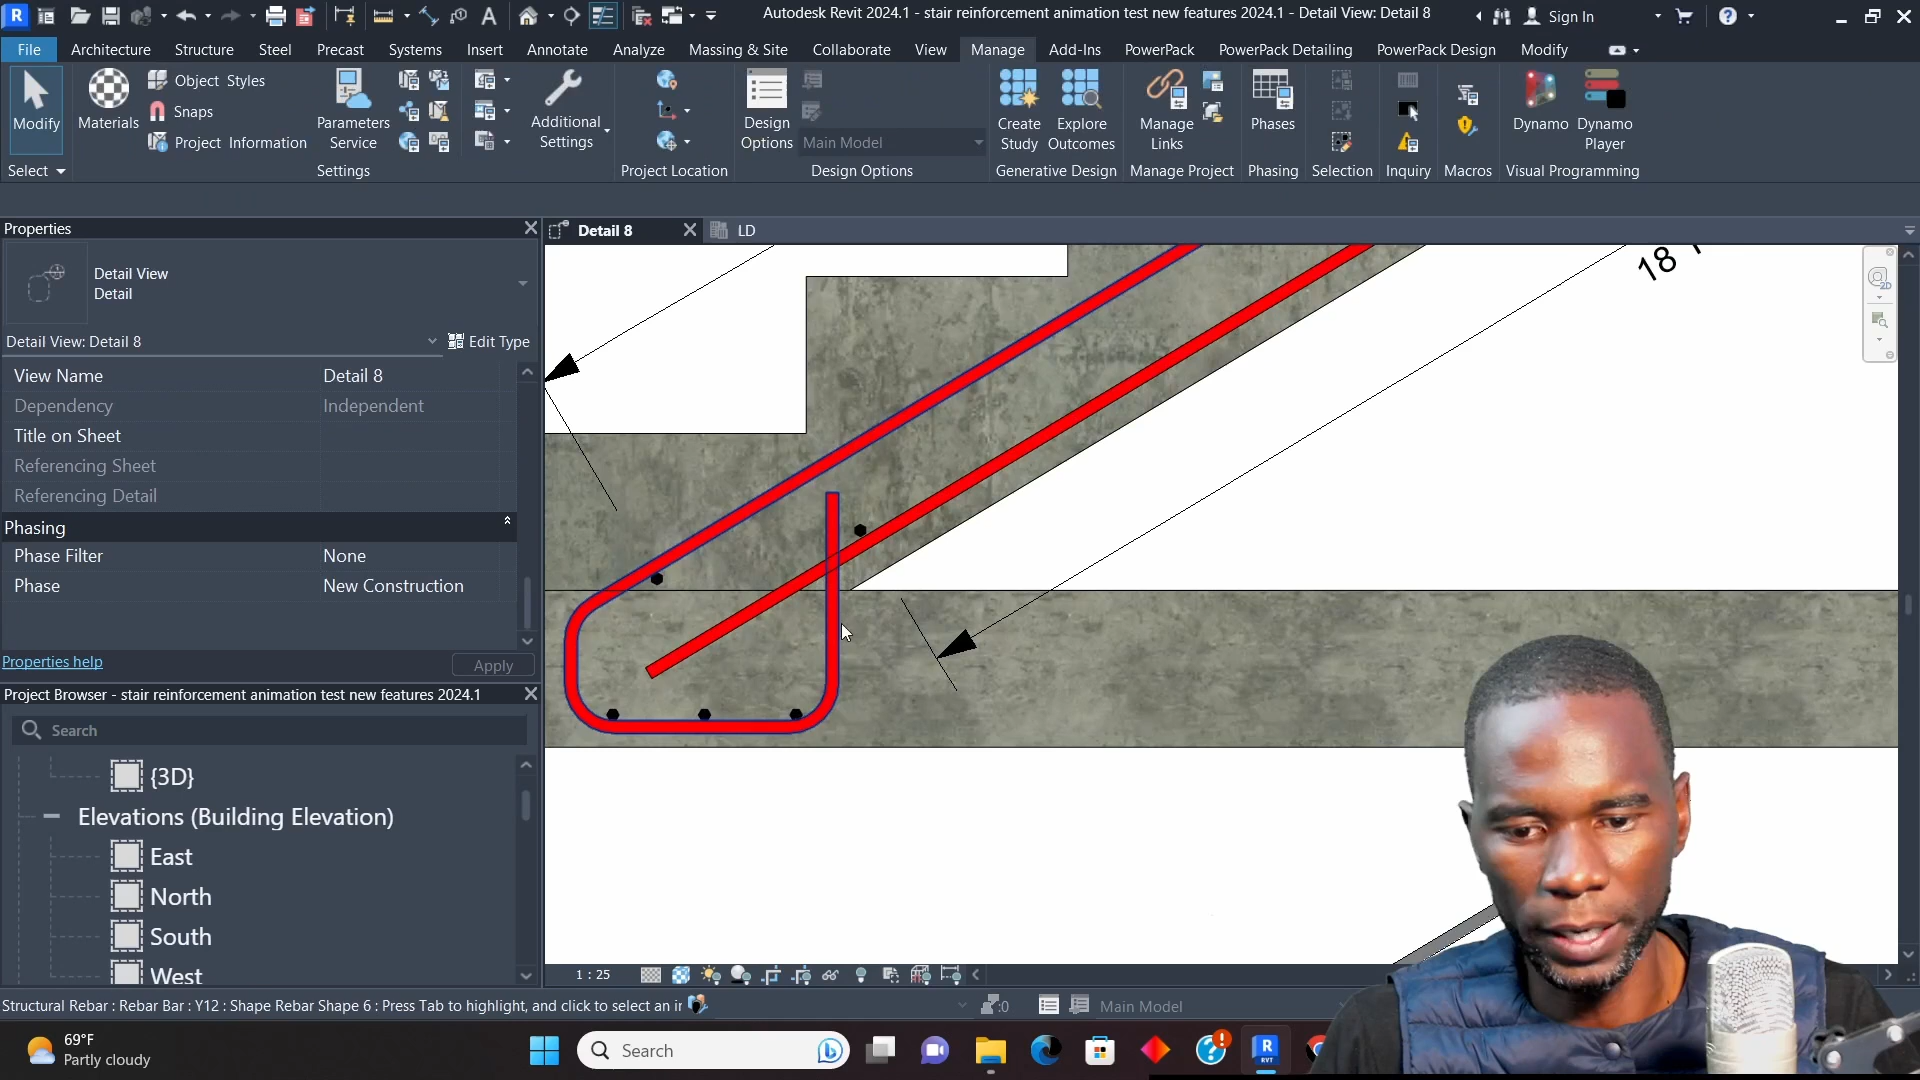 Autodesk Revit 2024.1 - stair reinforcement animation test new features 2024.1 - Detail View: Detail 8
Sign In
File Architecture Structure Steel Precast Systems Insert Annotate Analyze Massing & Site Collaborate View Manage Add-Ins PowerPack PowerPack Detailing PowerPack Design Modify
Modify
Materials
Object Styles
Snaps
Project Information
Parameters Service
Additional Settings
Design Options
Main Model
Create Study
Explore Outcomes
Manage Links
Phases
Dynamo
Dynamo Player
Select
Settings
Project Location
Design Options
Generative Design
Manage Project
Phasing
Selection
Inquiry
Macros
Visual Programming
Properties
Detail 8
LD
Detail View
Detail
Detail View: Detail 8
Edit Type
View Name Detail 8
Dependency Independent
Title on Sheet
Referencing Sheet
Referencing Detail
Phasing
Phase Filter None
Phase New Construction
Properties help
Apply
Project Browser - stair reinforcement animation test new features 2024.1
Search
{3D}
Elevations (Building Elevation)
East
North
South
West
18
2D
1 : 25
Structural Rebar : Rebar Bar : Y12 : Shape Rebar Shape 6 : Press Tab to highlight, and click to select an
:0
Main Model
69°F
Partly cloudy
Search